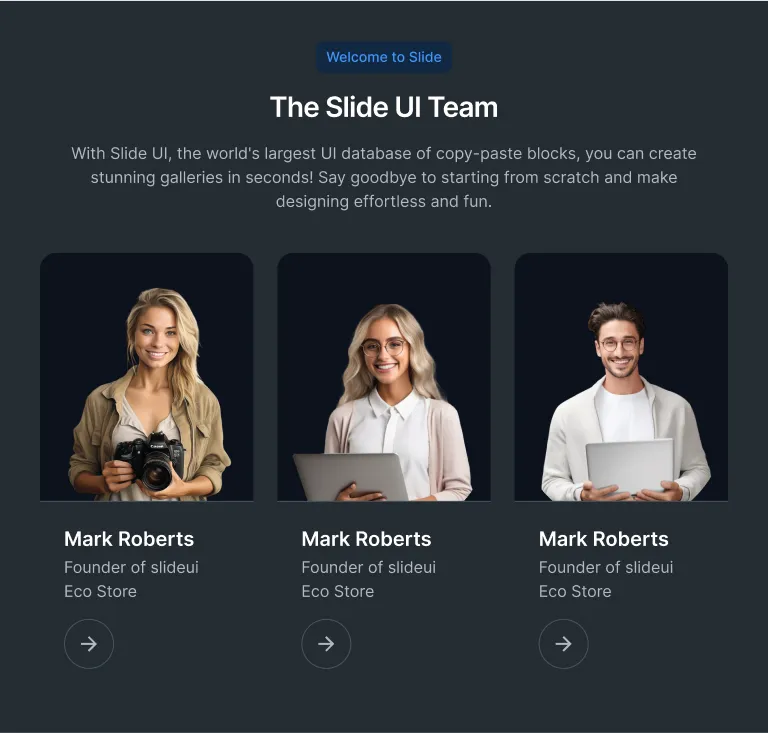 Welcome to Slide
The Slide UI Team
With Slide UI, the world's largest UI database of copy-paste blocks, you can create
stunning galleries in seconds! Say goodbye to starting from scratch and make
designing effortless and fun.
Mark Roberts
Founder of slideui
Eco Store
Mark Roberts
Founder of slideui
Eco Store
Mark Roberts
Founder of slideui
Eco Store